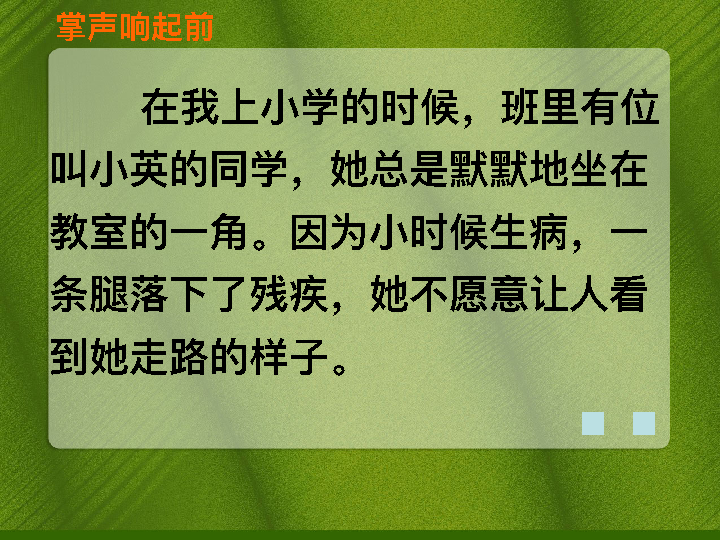 掌声响起前
在我上小学的时候，班里有位
叫小英的同学，她总是默默地坐在
教室的一角。因为小时候生病，一
条腿落下了残疾，她不愿意让人看
到她走路的样子。